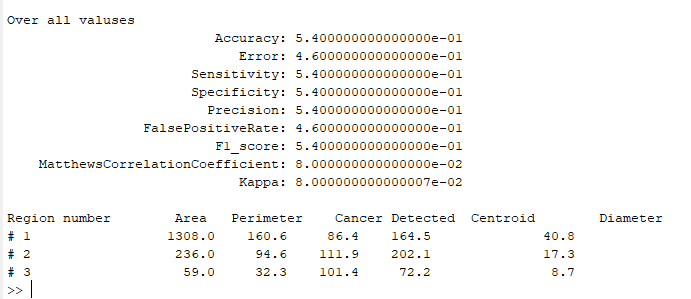 Over all valuses
Accuracy: 5.400000000000000e-01
Error: 4.600000000000000e-01
Sensitivity: 5.400000000000000e-01
Specificity: 5.400000000000000e-01
Precision: 5.400000000000000e-01
FalsePositiveRate: 4.600000000000000e-01
F1_score: 5.400000000000000e-01
MatthewsCorrelationCoefficient: 8.000000000000000e-02
Kappa: 8.000000000000007e-02
Region number Area Perimeter Cancer Detected Centroid Diameter
# 1 1308.0 160.6 86.4 164.5 40.8
# 2 236.0 94.6 111.9 202.1 17.3
# 3 59.0 32.3 101.4 72.2 8.7
>>